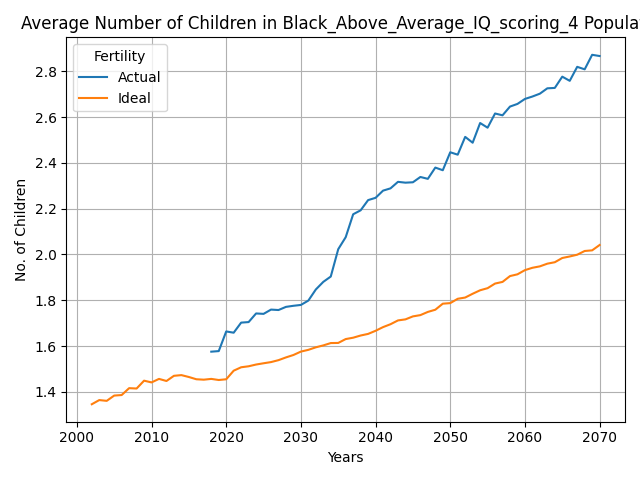 Average Number of Children in Black_Above_Average_IQ_scoring_4 Popula
Fertility
Actual
Ideal
No. of Children
2.8
2.6
2.4
2.2
2.0
1.8
1.6
1.4
2000 2010 2020 2030 2040 2050 2060 2070
Years